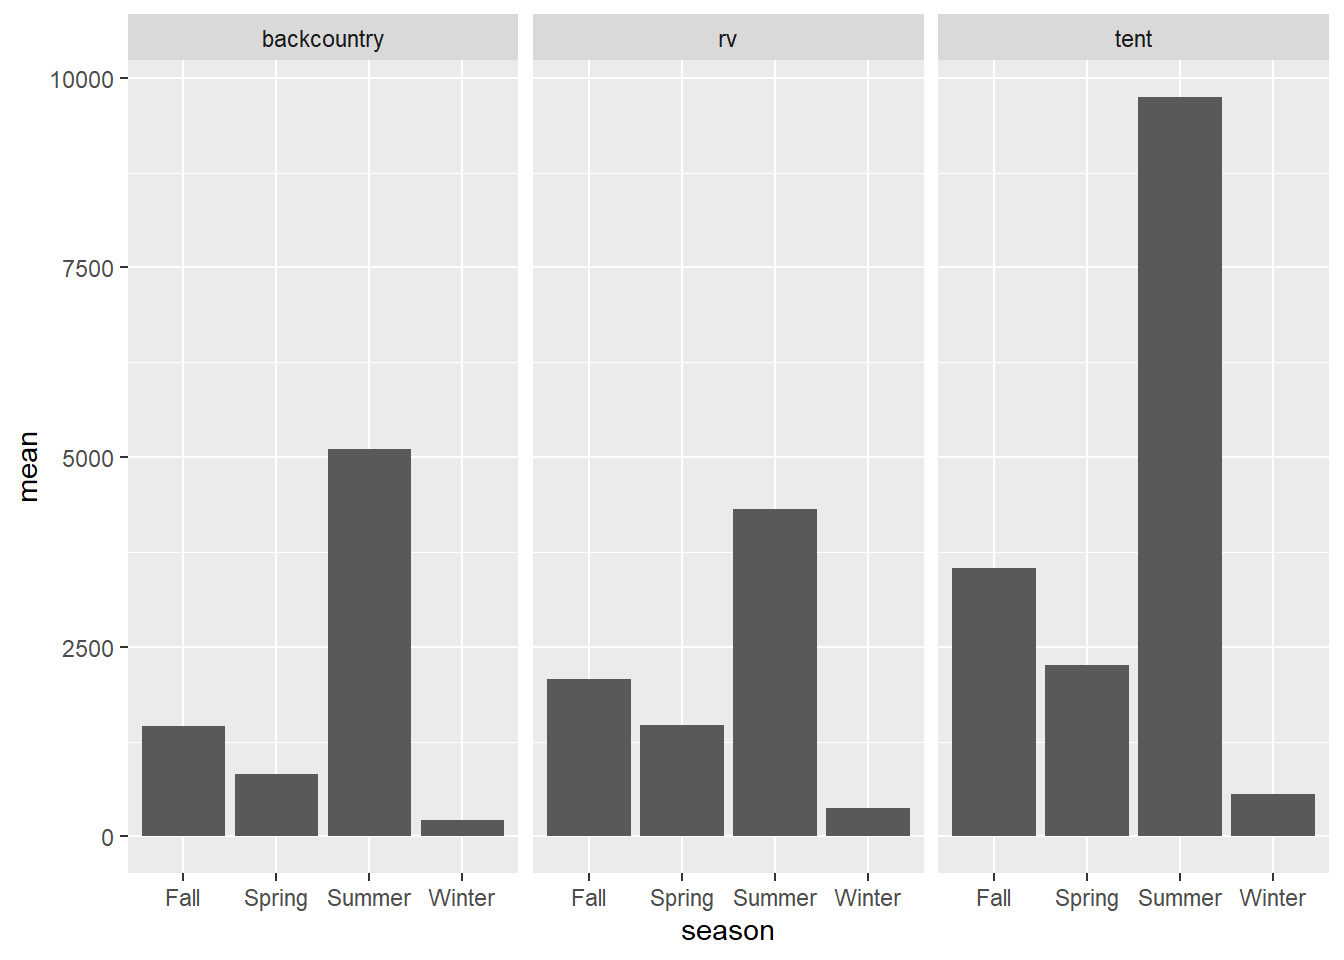 backcountry rv tent
10000
7500
5000
2500
0
mean
Fall Spring Summer Winter Fall Spring Summer Winter Fall Spring Summer Winter
season